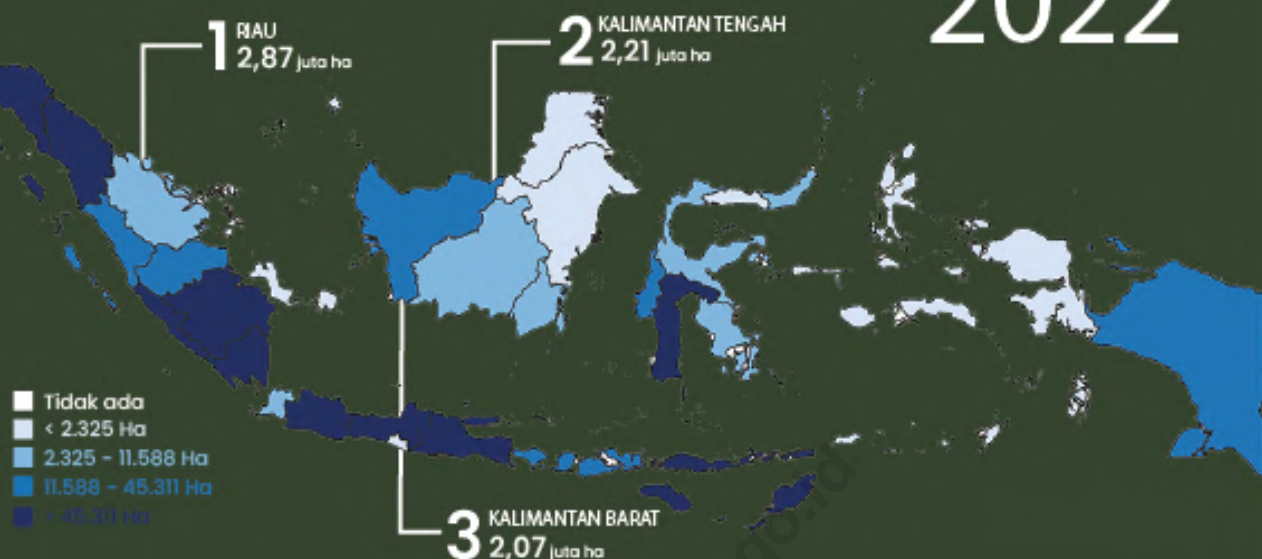 2022
1 RIAU
2,87 juta ha
2 KALIMANTAN TENGAH
2,21 juta ha
Tidak ada
< 2.325 Ha
2.325 - 11.588 Ha
11.588 - 45.311 Ha
> 45.311 Ha
3 KALIMANTAN BARAT
2,07 juta ha
go.id